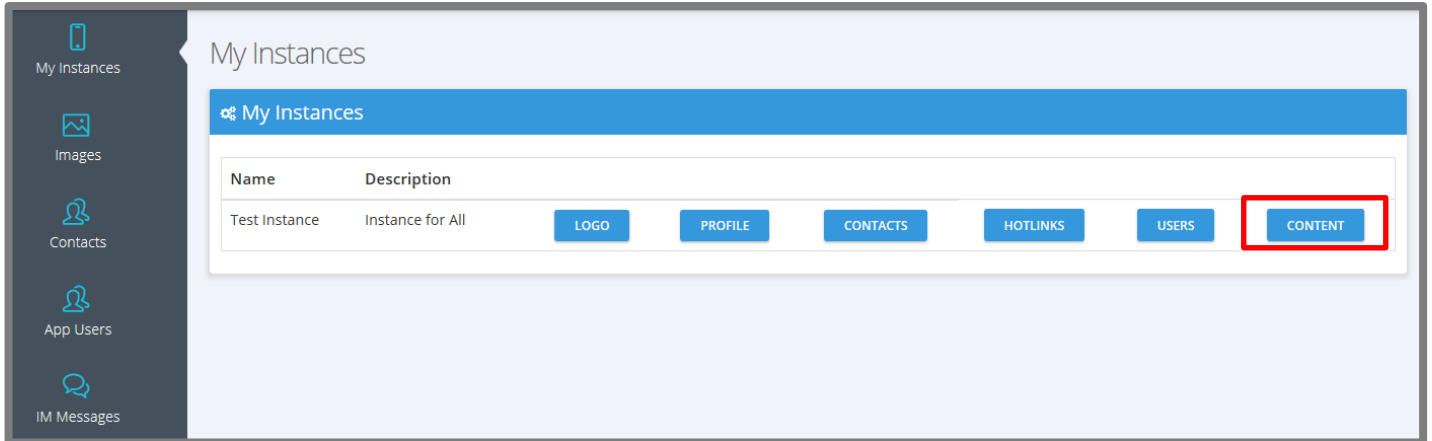 My Instances
Images
Contacts
App Users
IM Messages
My Instances
My Instances
Name Description
Test Instance Instance for All LOGO PROFILE CONTACTS HOTLINKS USERS CONTENT